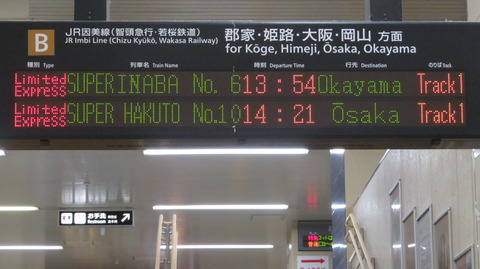 B JR因美線(智頭急行・若桜鉄道) 郡家・姫路・大阪・岡山 方面
JR Imbi Line (Chizu Kyūkō, Wakasa Railway) for Kōge, Himeji, Ōsaka, Okayama
種別 Type 列車名 Train Name 時刻 Departure Time 行先 Destination のりば Track
Limited Express SUPER INABA No. 6 13:54 Okayama Track1
Limited Express SUPER HAKUTO No.10 14:21 Ōsaka Track1
お手洗
Restroom